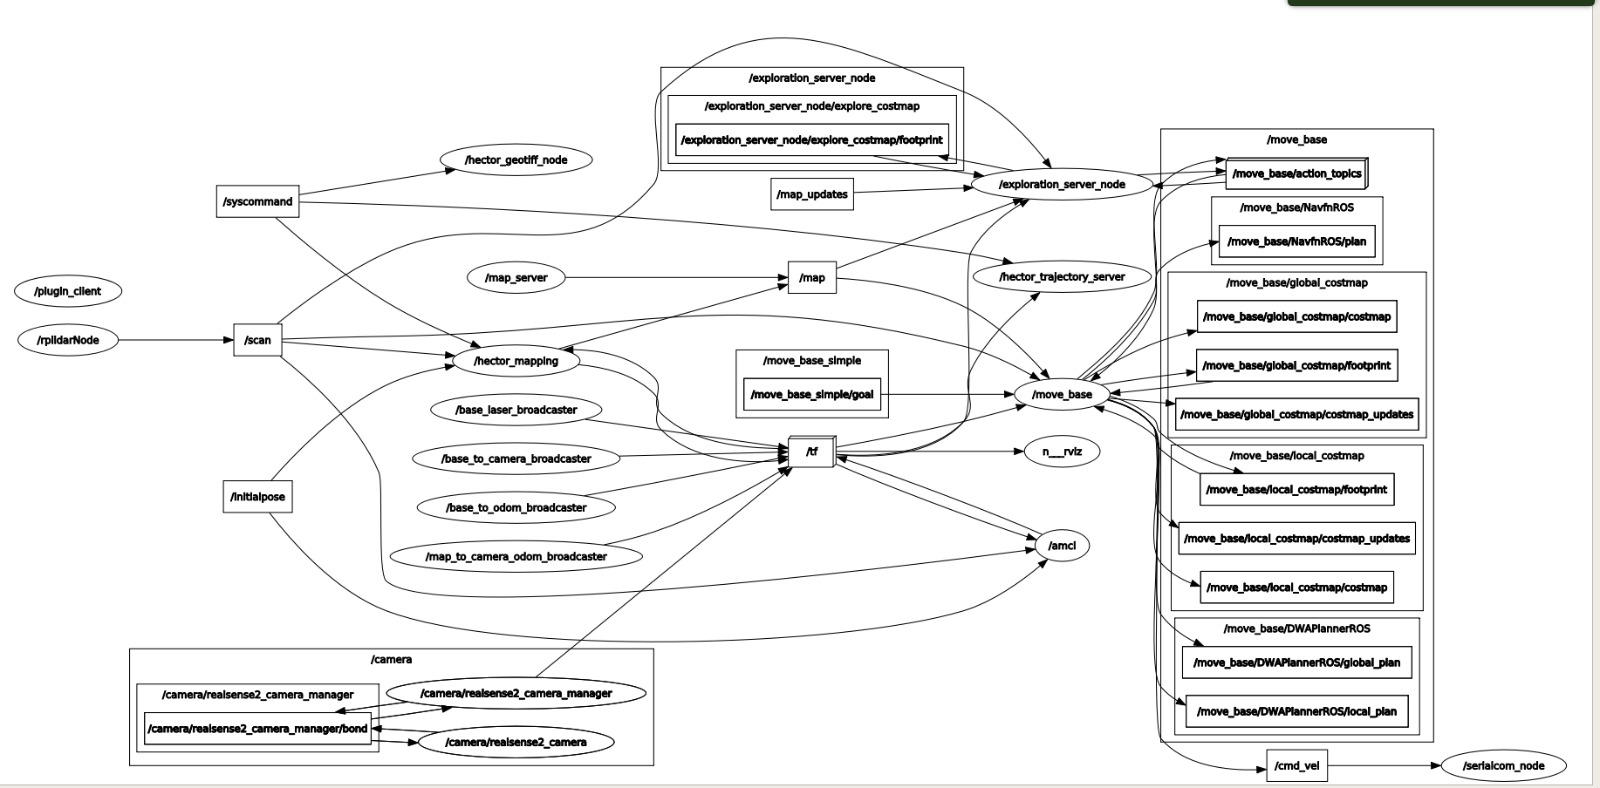 /exploration_server_node
/exploration_server_node/explore_costmap
/exploration_server_node/explore_costmap/footprint
/move_base
/hector_geotiff_node
/move_base/action_topics
/exploration_server_node
/map_updates
/syscommand
/move_base/NavfnROS
/move_base/NavfnROS/plan
/map_server
/map
/hector_trajectory_server
/move_base/global_costmap
/plugin_client
/move_base/global_costmap/costmap
/rplidarNode
/scan
/hector_mapping
/move_base_simple
/move_base/global_costmap/footprint
/move_base_simple/goal
/move_base
/base_laser_broadcaster
/move_base/global_costmap/costmap_updates
/base_to_camera_broadcaster
/tf
n___rviz
/move_base/local_costmap
/initialpose
/move_base/local_costmap/footprint
/base_to_odom_broadcaster
/map_to_camera_odom_broadcaster
/amcl
/move_base/local_costmap/costmap_updates
/move_base/local_costmap/costmap
/move_base/DWAPlannerROS
/camera
/move_base/DWAPlannerROS/global_plan
/camera/realsense2_camera_manager
/camera/realsense2_camera_manager
/move_base/DWAPlannerROS/local_plan
/camera/realsense2_camera_manager/bond
/camera/realsense2_camera
/cmd_vel
/serialcom_node